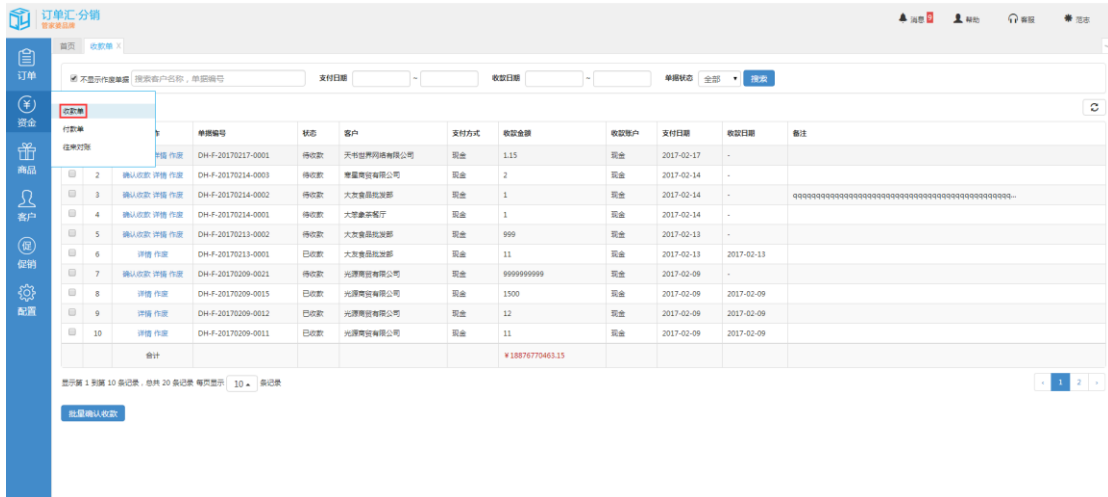 订单汇·分销
管家婆品牌
消息 9 帮助 客服 范志
首页 收款单 x
订单
资金
商品
客户
促销
配置
不显示作废单据 搜索客户名称，单据编号 支付日期 - 收款日期 - 单据状态 全部 搜索
收款单
付款单
往来对账
单据编号 状态 客户 支付方式 收款金额 收款账户 支付日期 收款日期 备注
详情 作废 DH-F-20170217-0001 待收款 天书世界网络有限公司 现金 1.15 现金 2017-02-17 -
2 确认收款 详情 作废 DH-F-20170214-0003 待收款 商贸有限公司 现金 2 现金 2017-02-14 -
3 确认收款 详情 作废 DH-F-20170214-0002 待收款 大友食品批发部 现金 1 现金 2017-02-14 -
4 确认收款 详情 作废 DH-F-20170214-0001 待收款 大笨象茶餐厅 现金 1 现金 2017-02-14 -
5 确认收款 详情 作废 DH-F-20170213-0002 待收款 大友食品批发部 现金 999 现金 2017-02-13 -
6 详情 作废 DH-F-20170213-0001 已收款 大友食品批发部 现金 11 现金 2017-02-13 2017-02-13
7 确认收款 详情 作废 DH-F-20170209-0021 待收款 光源商贸有限公司 现金 9999999999 现金 2017-02-09 -
8 详情 作废 DH-F-20170209-0015 已收款 光源商贸有限公司 现金 1500 现金 2017-02-09 2017-02-09
9 详情 作废 DH-F-20170209-0012 已收款 光源商贸有限公司 现金 12 现金 2017-02-09 2017-02-09
10 详情 作废 DH-F-20170209-0011 已收款 光源商贸有限公司 现金 11 现金 2017-02-09 2017-02-09
合计 ￥18876770463.15
显示第 1 到第 10 条记录，总共 20 条记录 每页显示 10 条记录
‹ 1 2 ›
批量确认收款